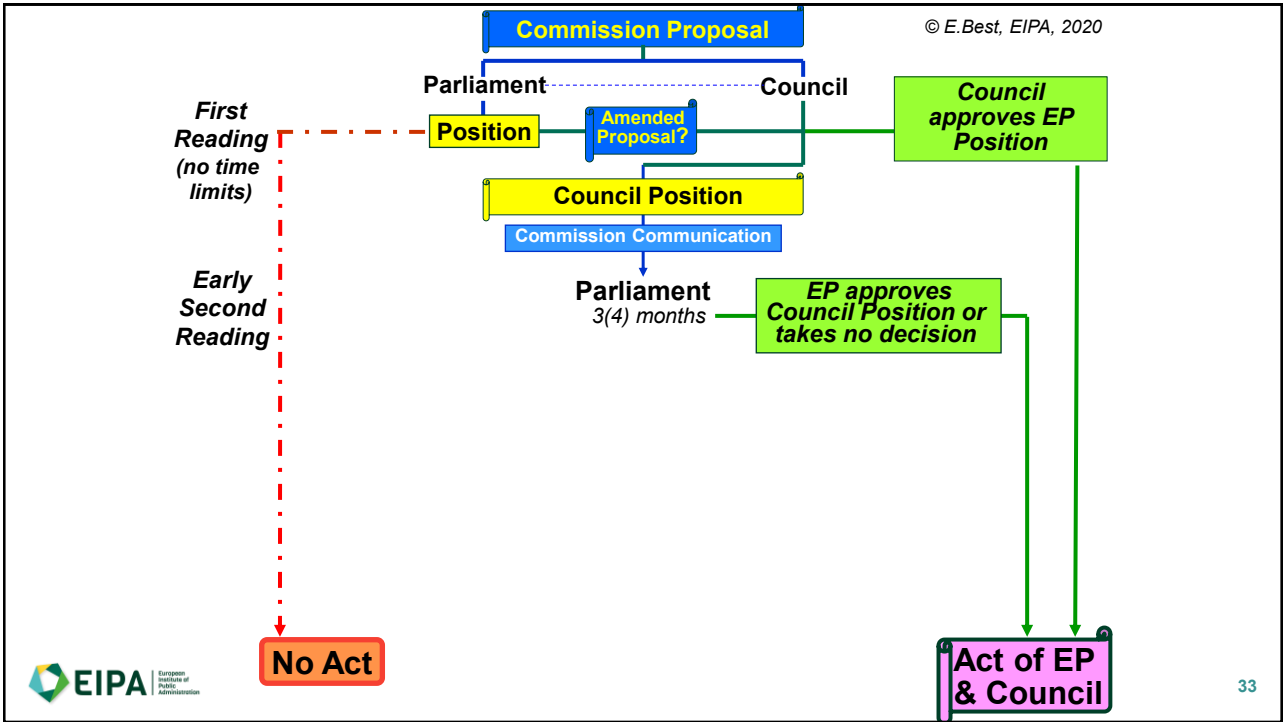 Commission Proposal
© E.Best, EIPA, 2020
Parliament
Council
First
Reading
(no time
limits)
Position
Amended
Proposal?
Council
approves EP
Position
Council Position
Commission Communication
Early
Second
Reading
Parliament
3(4) months
EP approves
Council Position or
takes no decision
No Act
Act of EP
& Council
EIPA
European
Institute of
Public
Administration
33